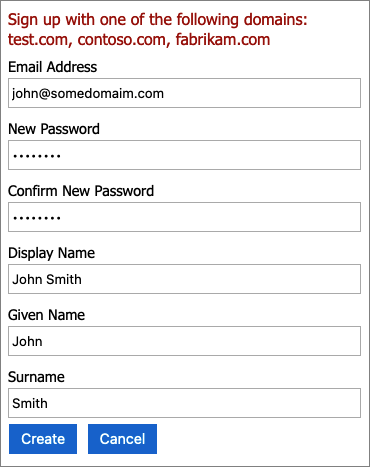 Sign up with one of the following domains:
test.com, contoso.com, fabrikam.com
Email Address
john@somedomaim.com
New Password
••••••••
Confirm New Password
••••••••
Display Name
John Smith
Given Name
John
Surname
Smith
Create Cancel